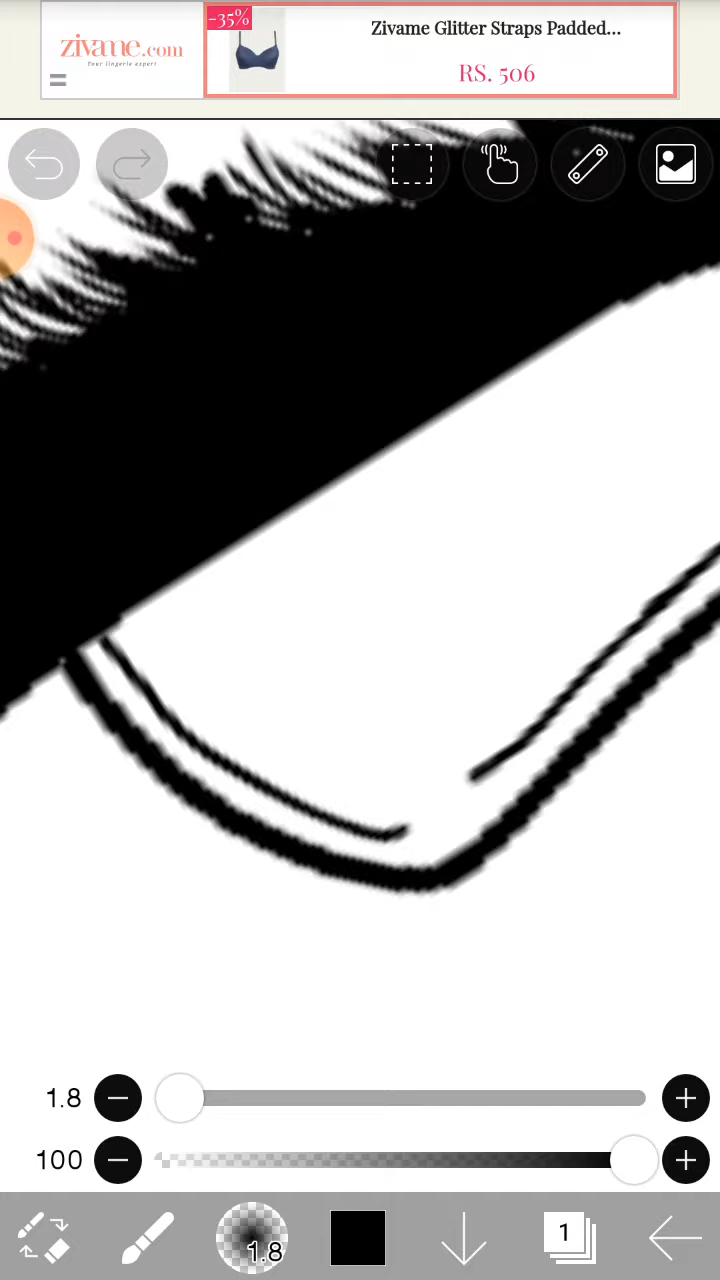 -35%
zivame.com
Your lingerie expert
Zivame Glitter Straps Padded...
RS. 506
1.8
100
1.8
1